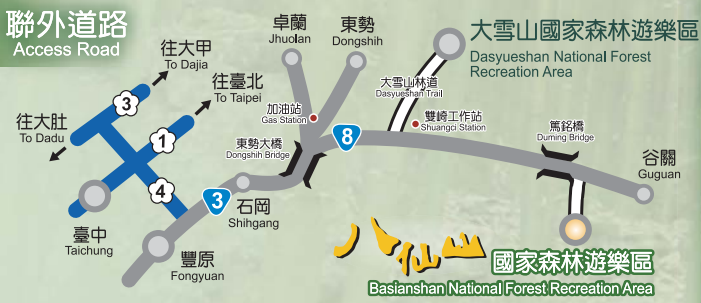 聯外道路
Access Road
往大甲
To Dajia
往臺北
To Taipei
往大肚
To Dadu
3
1
4
臺中
Taichung
豐原
Fongyuan
3
石岡
Shihgang
卓蘭
Jhuolan
東勢
Dongshih
加油站
Gas Station
東勢大橋
Dongshih Bridge
8
大雪山國家森林遊樂區
Dasyueshan National Forest
Recreation Area
大雪山林道
Dasyueshan Trail
雙崎工作站
Shuangci Station
篤銘橋
Duming Bridge
谷關
Guguan
八仙山 國家森林遊樂區
Basianshan National Forest Recreation Area